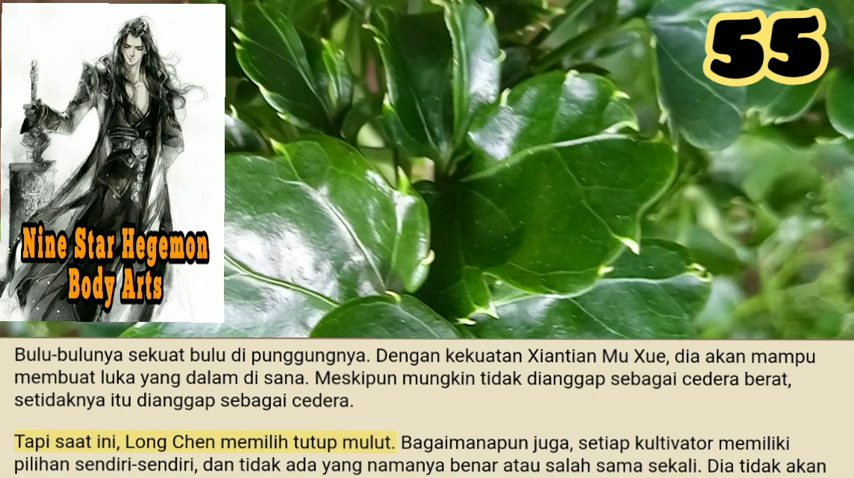 55
Nine Star Hegemon
Body Arts
Bulu-bulunya sekuat bulu di punggungnya. Dengan kekuatan Xiantian Mu Xue, dia akan mampu
membuat luka yang dalam di sana. Meskipun mungkin tidak dianggap sebagai cedera berat,
setidaknya itu dianggap sebagai cedera.
Tapi saat ini, Long Chen memilih tutup mulut. Bagaimanapun juga, setiap kultivator memiliki
pilihan sendiri-sendiri, dan tidak ada yang namanya benar atau salah sama sekali. Dia tidak akan